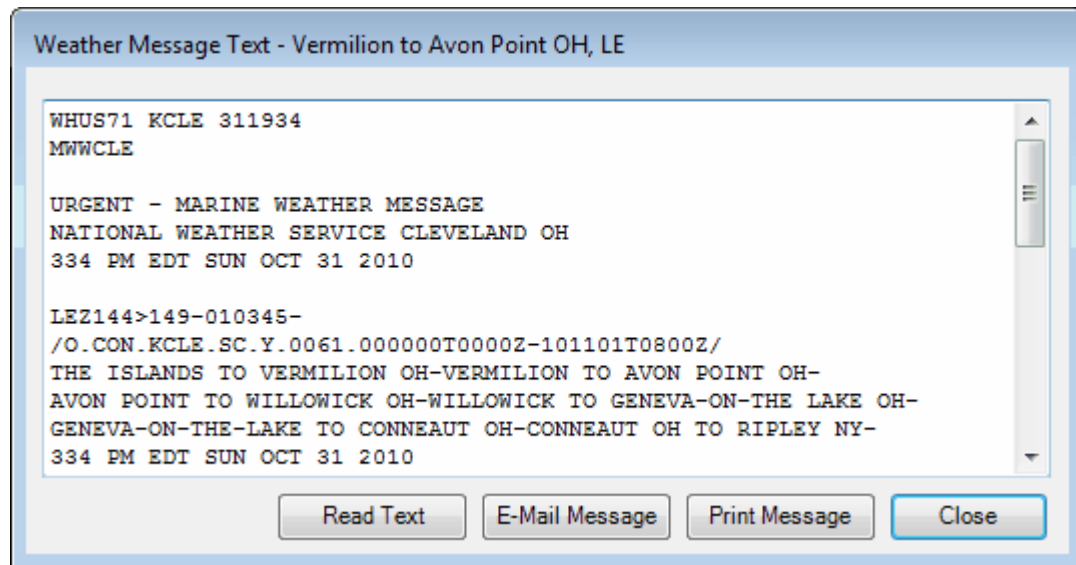 Weather Message Text - Vermilion to Avon Point OH, LE
WHUS71 KCLE 311934
MWWCLE
URGENT - MARINE WEATHER MESSAGE
NATIONAL WEATHER SERVICE CLEVELAND OH
334 PM EDT SUN OCT 31 2010
LEZ144>149-010345-
/O.CON.KCLE.SC.Y.0061.000000T0000Z-101101T0800Z/
THE ISLANDS TO VERMILION OH-VERMILION TO AVON POINT OH-
AVON POINT TO WILLOWICK OH-WILLOWICK TO GENEVA-ON-THE LAKE OH-
GENEVA-ON-THE-LAKE TO CONNEAUT OH-CONNEAUT OH TO RIPLEY NY-
334 PM EDT SUN OCT 31 2010
Read Text E-Mail Message Print Message Close